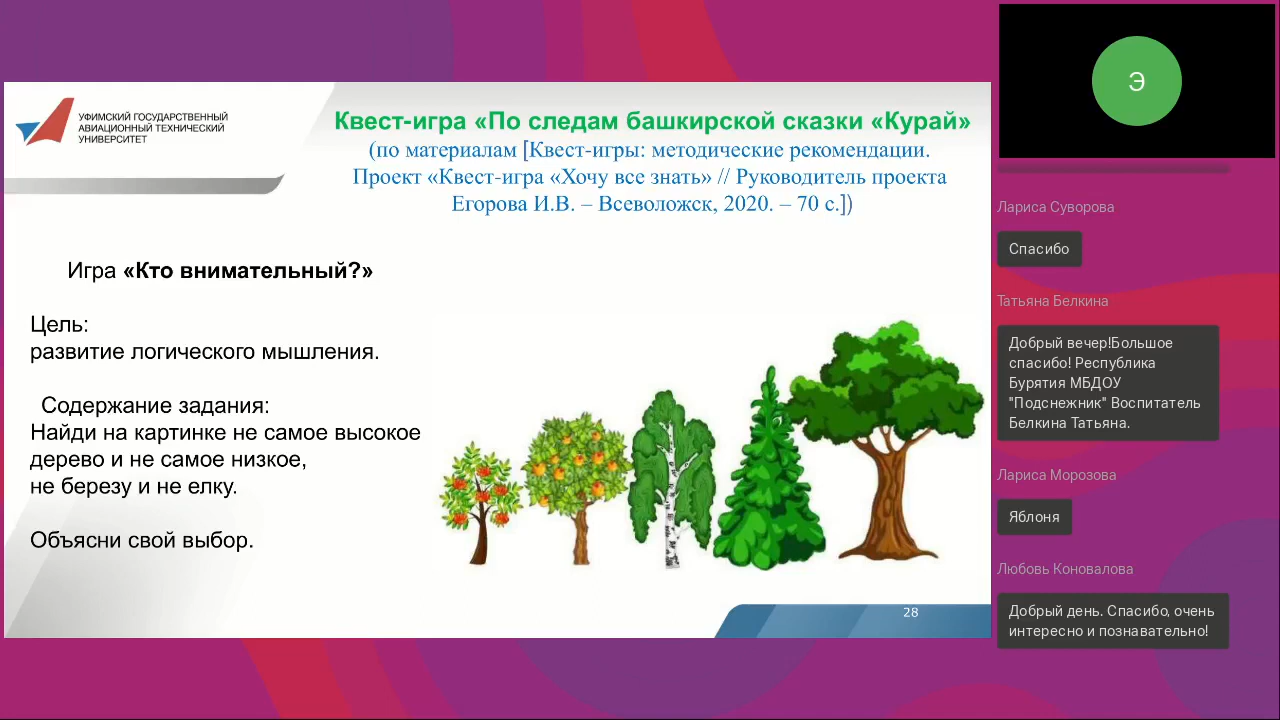 УФИМСКИЙ ГОСУДАРСТВЕННЫЙ
АВИАЦИОННЫЙ ТЕХНИЧЕСКИЙ
УНИВЕРСИТЕТ
Квест-игра «По следам башкирской сказки «Курай»
(по материалам [Квест-игры: методические рекомендации.
Проект «Квест-игра «Хочу все знать» // Руководитель проекта
Егорова И.В. – Всеволожск, 2020. – 70 с.])
Игра «Кто внимательный?»
Цель:
развитие логического мышления.
Содержание задания:
Найди на картинке не самое высокое
дерево и не самое низкое,
не березу и не елку.
Объясни свой выбор.
28
Э
Лариса Суворова
Спасибо
Татьяна Белкина
Добрый вечер!Большое
спасибо! Республика
Бурятия МБДОУ
"Подснежник" Воспитатель
Белкина Татьяна.
Лариса Морозова
Яблоня
Любовь Коновалова
Добрый день. Спасибо, очень
интересно и познавательно!